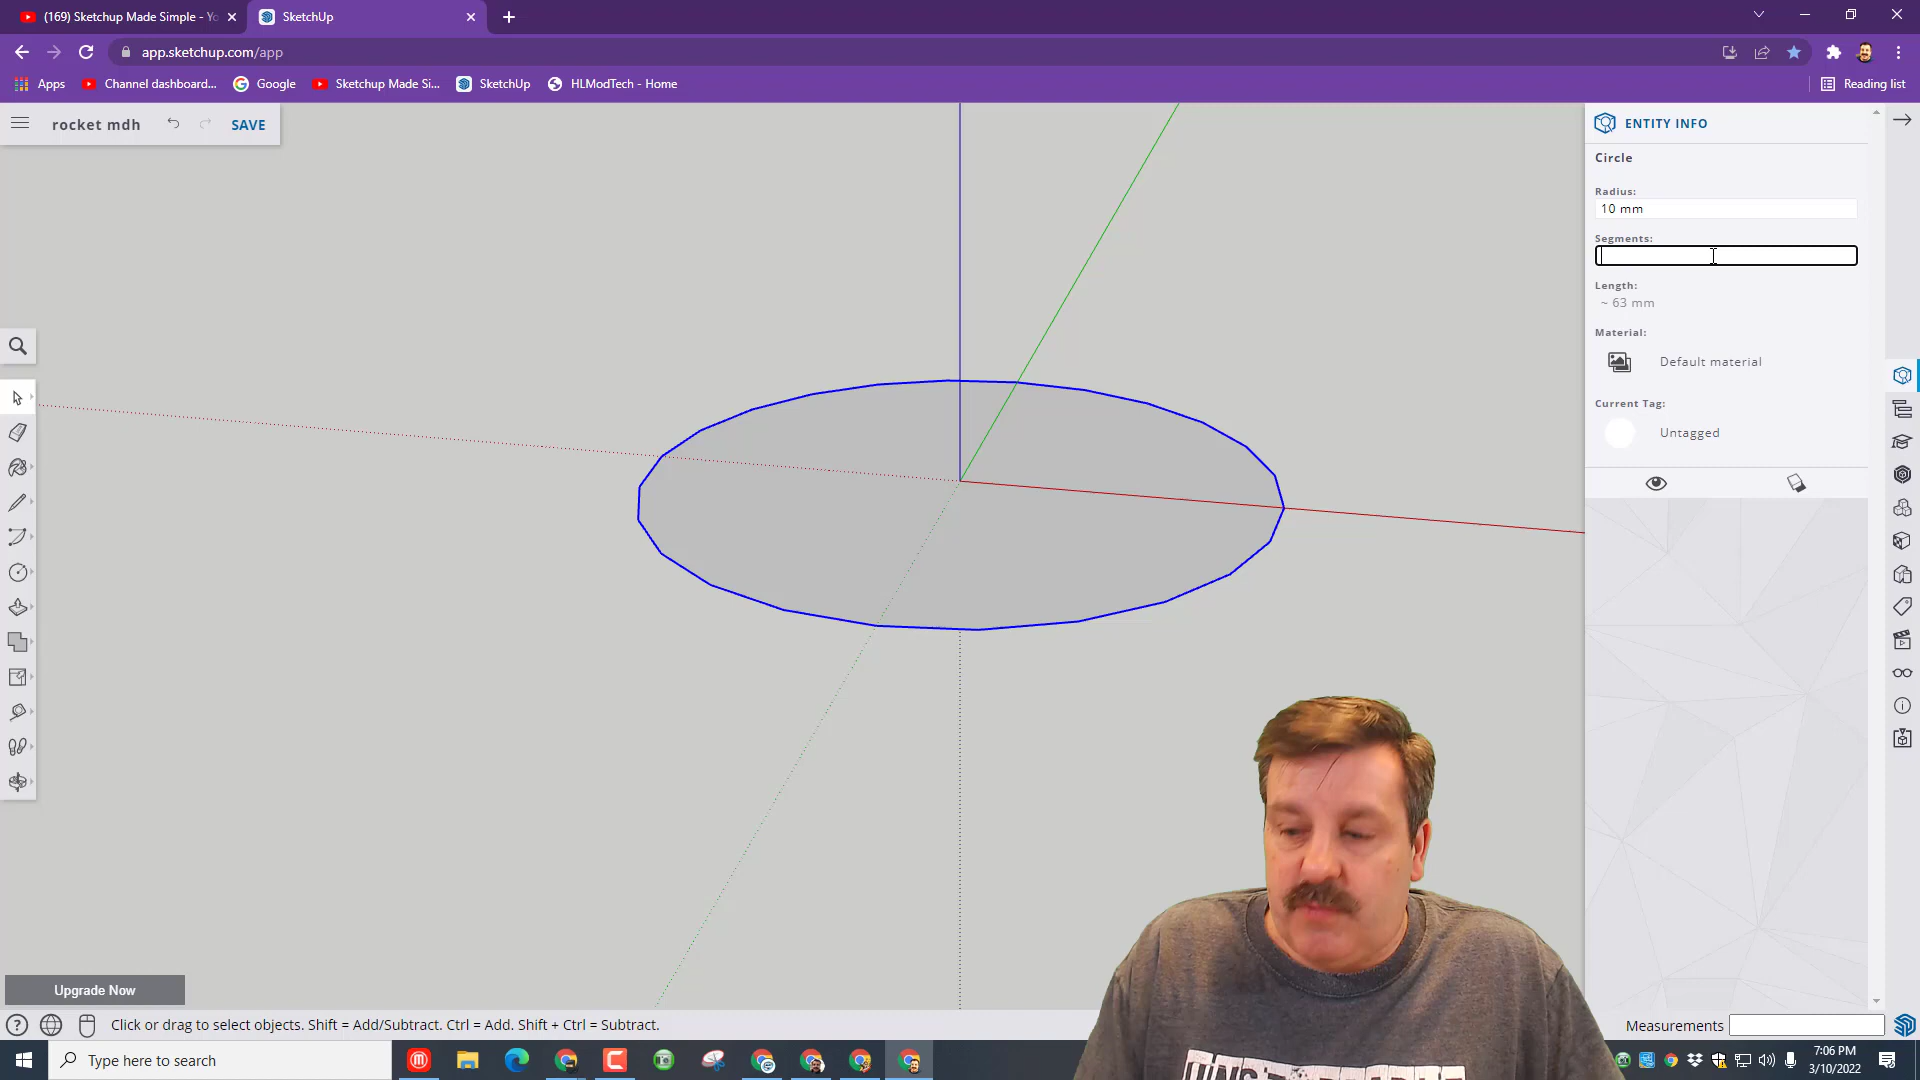 (169) Sketchup Made Simple - Yo
SketchUp
app.sketchup.com/app
Apps
Channel dashboard...
Google
Sketchup Made Si...
SketchUp
HLModTech - Home
Reading list
rocket mdh
SAVE
ENTITY INFO
Circle
Radius:
10 mm
Segments:
Length:
~ 63 mm
Material:
Default material
Current Tag:
Untagged
Upgrade Now
Click or drag to select objects. Shift = Add/Subtract. Ctrl = Add. Shift + Ctrl = Subtract.
Measurements
Type here to search
7:06 PM
3/10/2022